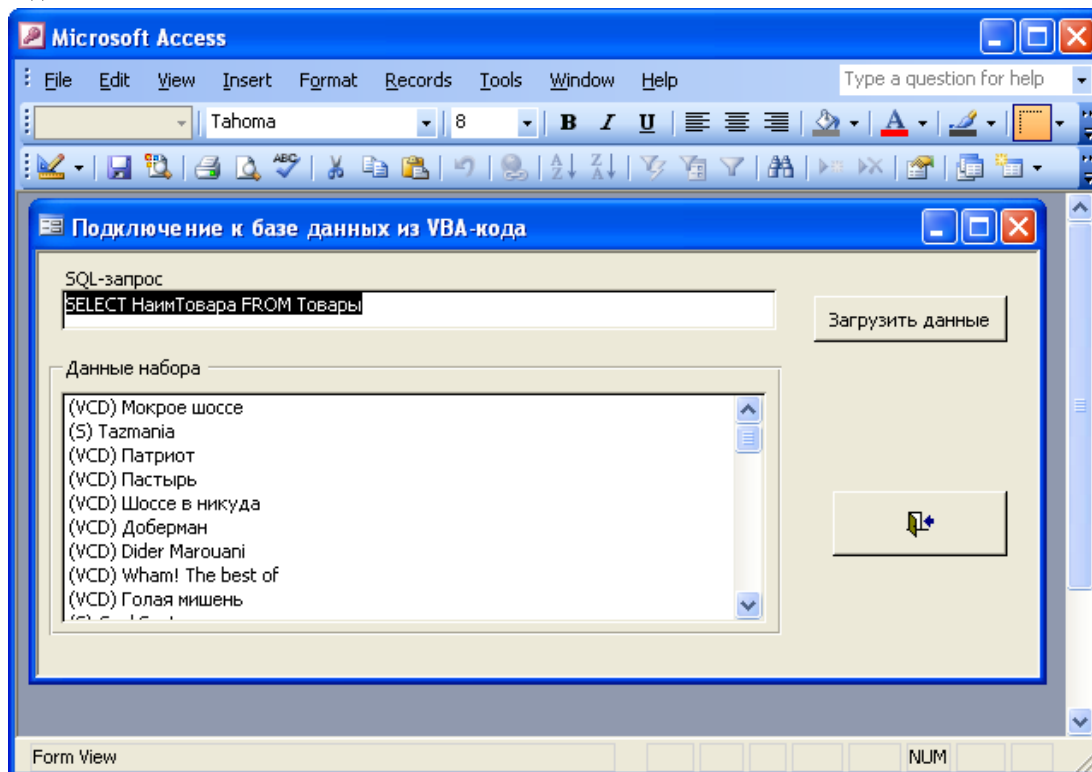 Microsoft Access
File Edit View Insert Format Records Tools Window Help Type a question for help
Tahoma 8 B I U
ABC
A Z Z A
Подключение к базе данных из VBA-кода
SQL-запрос
SELECT НаимТовара FROM Товары
Загрузить данные
Данные набора
(VCD) Мокрое шоссе
(S) Tazmania
(VCD) Патриот
(VCD) Пастырь
(VCD) Шоссе в никуда
(VCD) Доберман
(VCD) Dider Marouani
(VCD) Wham! The best of
(VCD) Голая мишень
Form View NUM